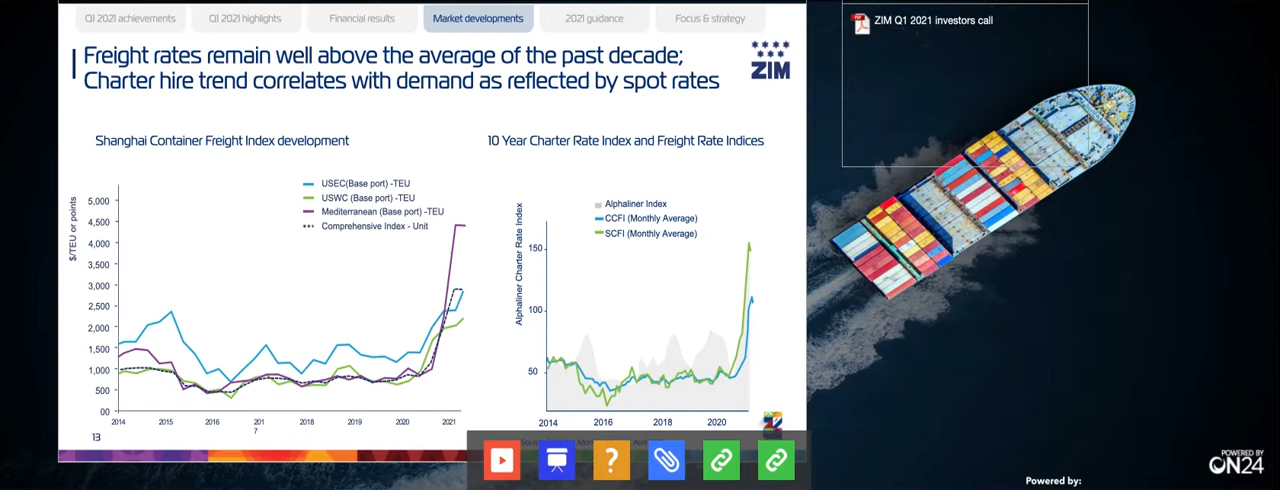 Q1 2021 achievements
Q1 2021 highlights
Financial results
Market developments
2021 guidance
Focus & strategy
ZIM Q1 2021 investors call
Freight rates remain well above the average of the past decade;
Charter hire trend correlates with demand as reflected by spot rates
ZIM
Shanghai Container Freight Index development
10 Year Charter Rate Index and Freight Rate Indices
USEC(Base port) -TEU
USWC (Base port) -TEU
Mediterranean (Base port) -TEU
Comprehensive Index - Unit
$/TEU or points
5,000
4,500
4,000
3,500
3,000
2,500
2,000
1,500
1,000
500
00
2014
2015
2016
201
7
2018
2019
2020
2021
Alphaliner Index
CCFI (Monthly Average)
SCFI (Monthly Average)
Alphaliner Charter Rate Index
150
100
50
2014
2016
2018
2020
13
POWERED BY
ON24
Powered by: